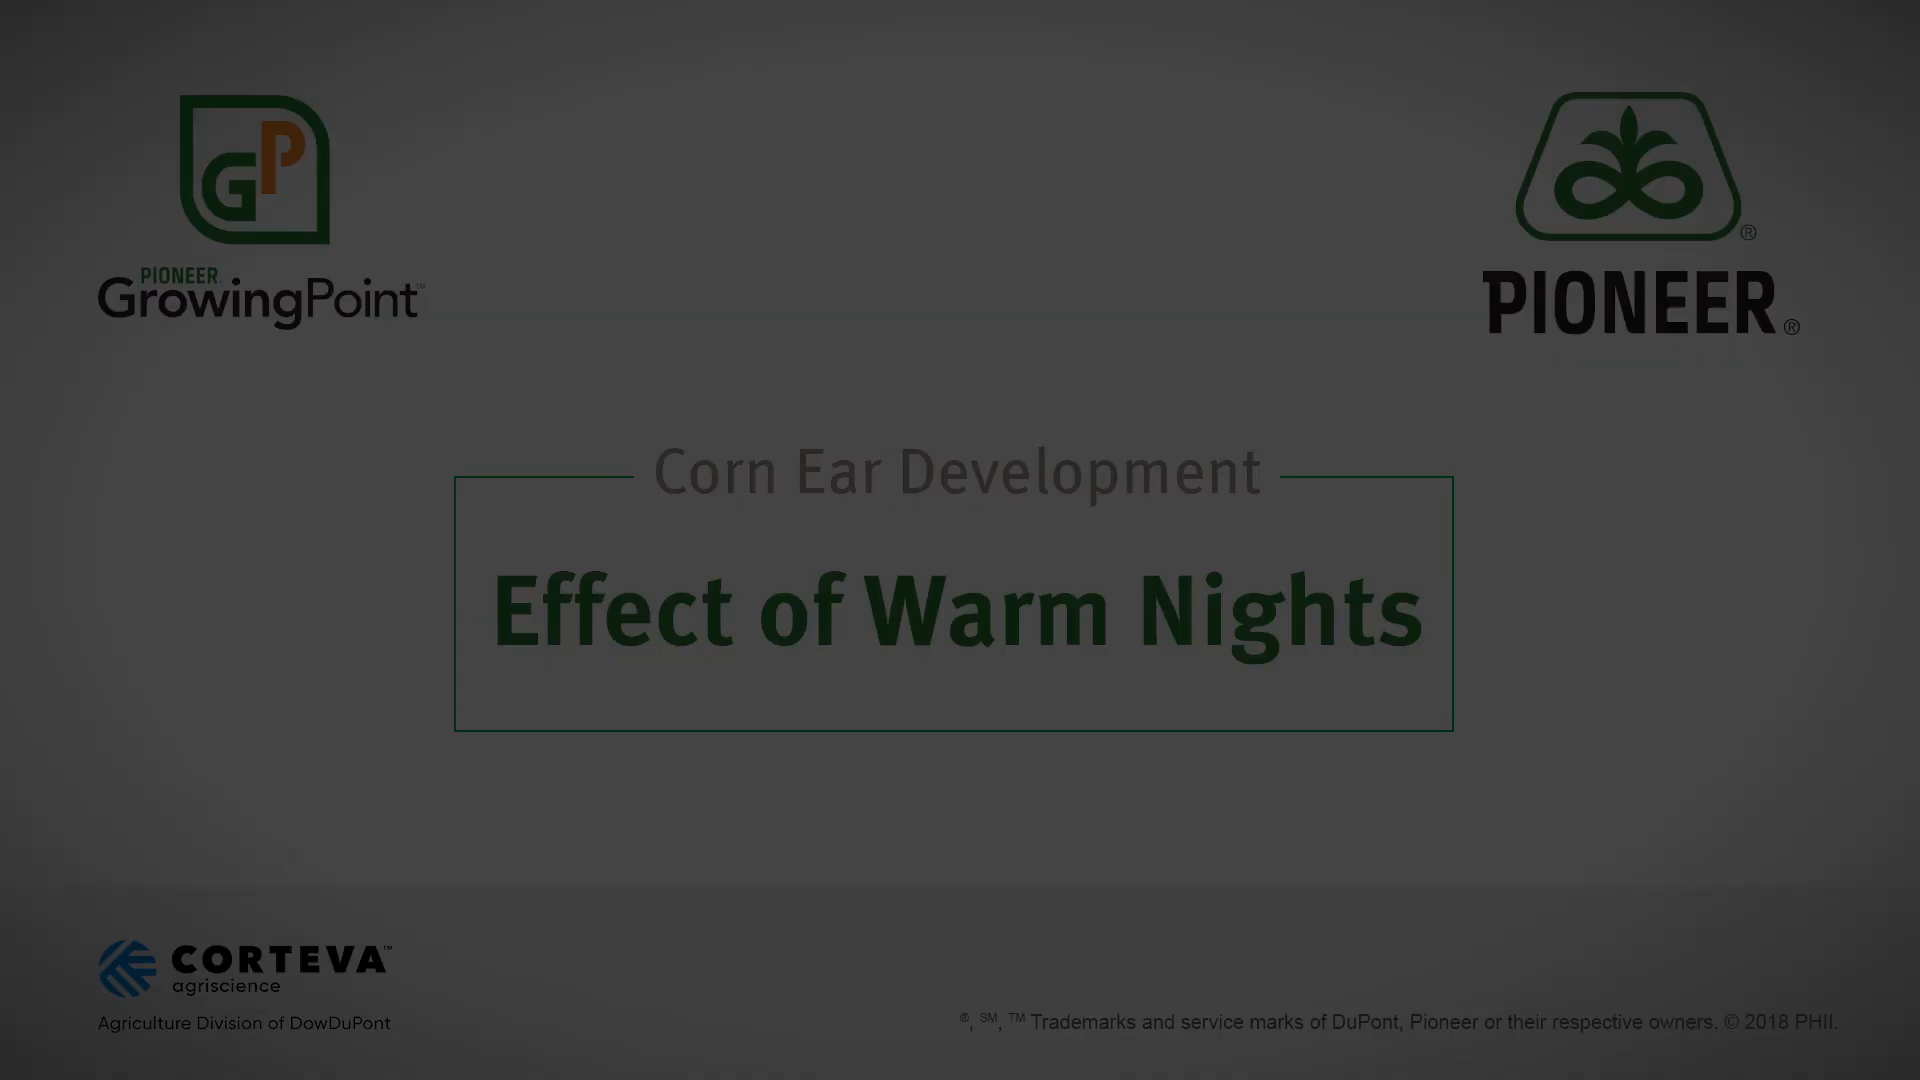 GP
PIONEER
GrowingPoint™
®
PIONEER®
Corn Ear Development
Effect of Warm Nights
CORTEVA™
agriscience
Agriculture Division of DowDuPont
®, SM, TM Trademarks and service marks of DuPont, Pioneer or their respective owners. © 2018 PHII.